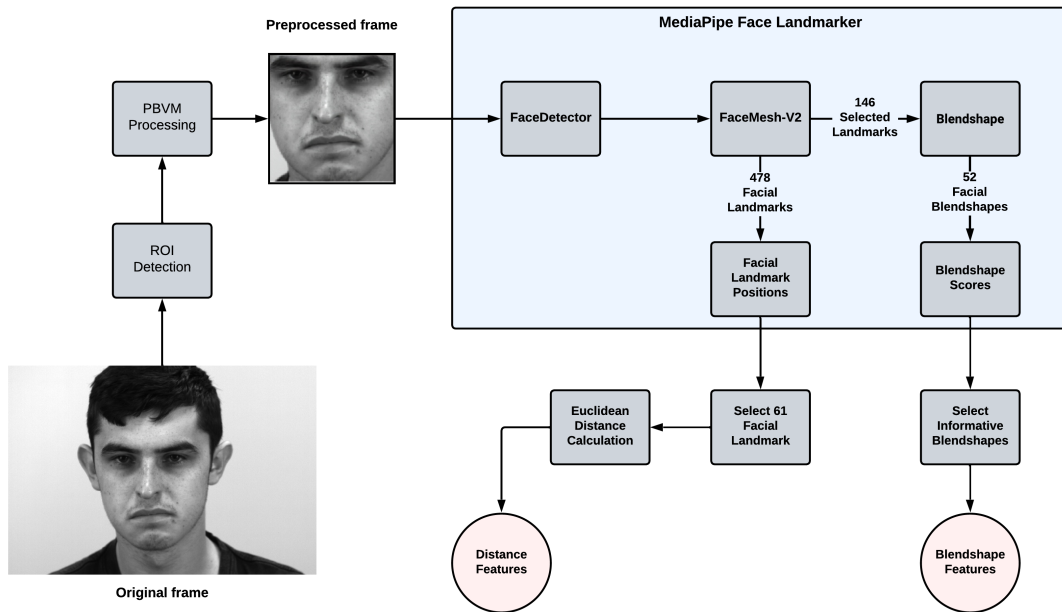 Preprocessed frame
MediaPipe Face Landmarker
PBVM
Processing
FaceDetector
FaceMesh-V2
146
Selected
Landmarks
Blendshape
478
Facial
Landmarks
52
Facial
Blendshapes
ROI
Detection
Facial
Landmark
Positions
Blendshape
Scores
Euclidean
Distance
Calculation
Select 61
Facial
Landmark
Select
Informative
Blendshapes
Distance
Features
Blendshape
Features
Original frame